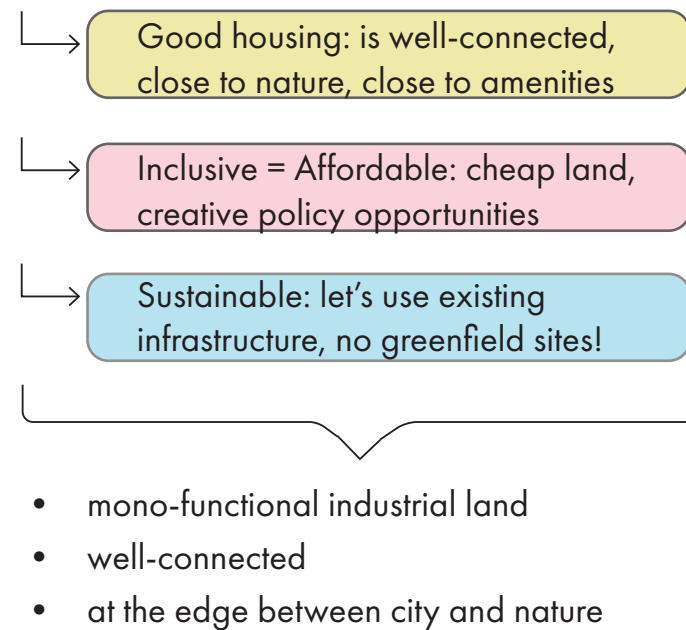 Good housing: is well-connected,
close to nature, close to amenities
Inclusive = Affordable: cheap land,
creative policy opportunities
Sustainable: let’s use existing
infrastructure, no greenfield sites!
• mono-functional industrial land
• well-connected
• at the edge between city and nature